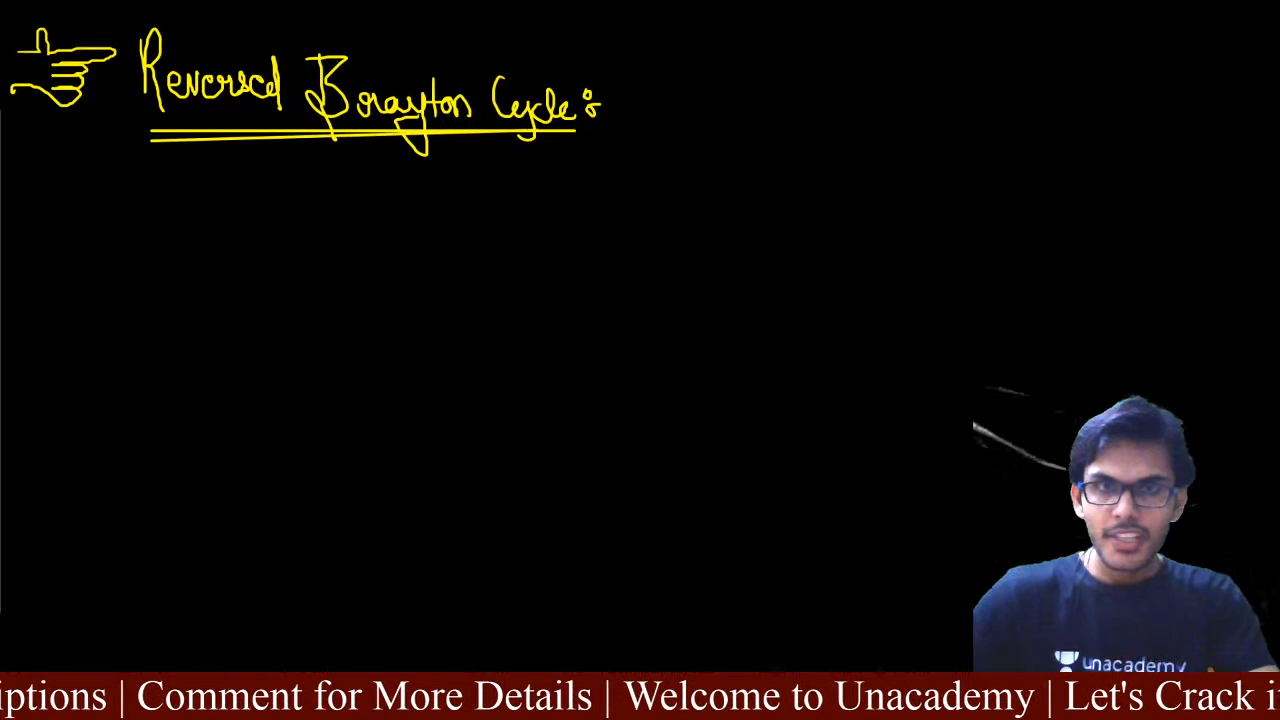 Reversed Brayton Cycle:
unacademy
iptions | Comment for More Details | Welcome to Unacademy | Let's Crack i